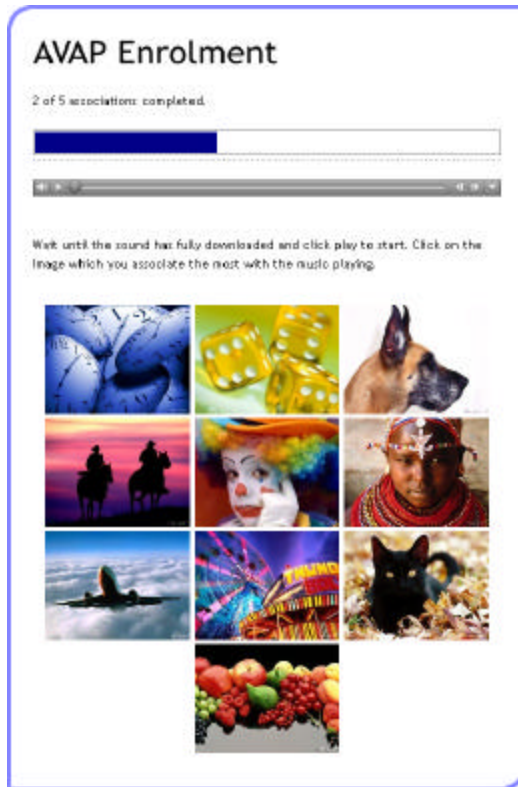 AVAP Enrolment
2 of 5 associations completed.
Wait until the sound has fully downloaded and click play to start. Click on the
image which you associate the most with the music playing.